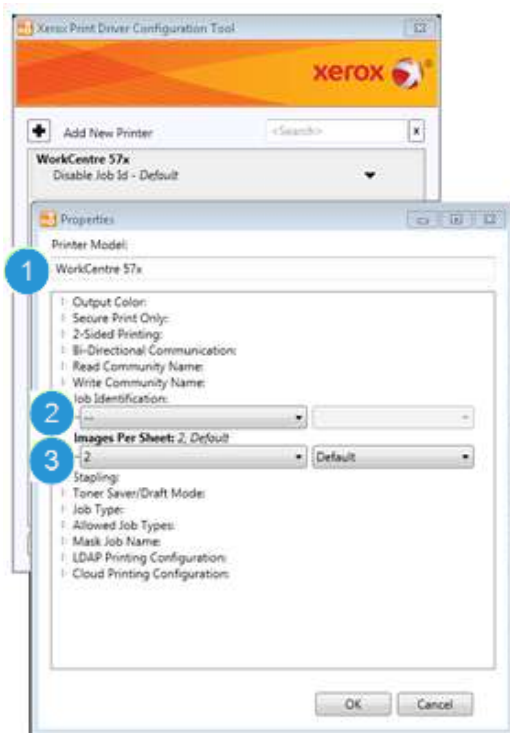 Xerox Print Driver Configuration Tool
xerox
Add New Printer
<Search>
x
WorkCentre 57x
Disable Job Id - Default
Properties
Printer Model:
1
WorkCentre 57x
Output Color:
Secure Print Only:
2-Sided Printing:
Bi-Directional Communication:
Read Community Name:
Write Community Name:
Job Identification:
2
---
Images Per Sheet: 2, Default
3
2 Default
Stapling:
Toner Saver/Draft Mode:
Job Type:
Allowed Job Types:
Mask Job Name:
LDAP Printing Configuration:
Cloud Printing Configuration:
OK Cancel